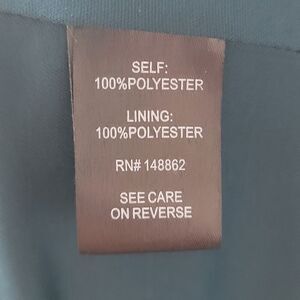 SELF:
100%POLYESTER
LINING:
100%POLYESTER
RN# 148862
SEE CARE
ON REVERSE